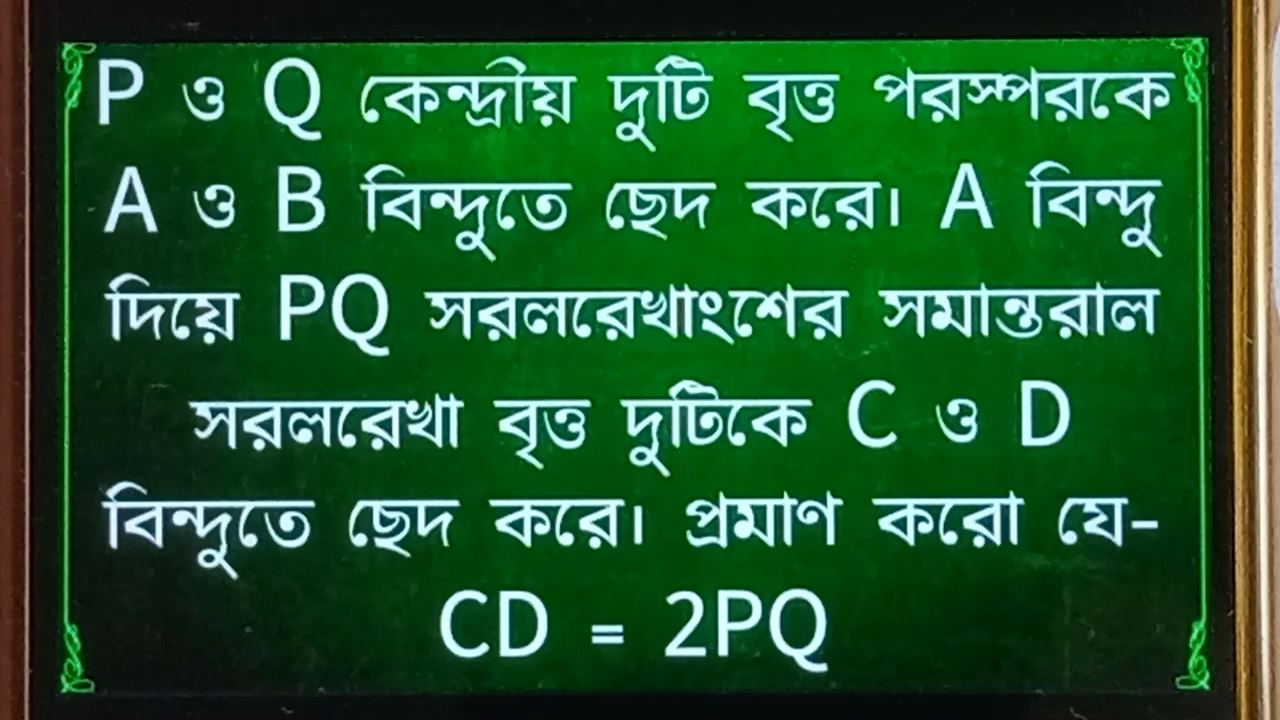 P ও Q কেন্দ্রীয় দুটি বৃত্ত পরস্পরকে
A ও B বিন্দুতে ছেদ করে। A বিন্দু
দিয়ে PQ সরলরেখাংশের সমান্তরাল
সরলরেখা বৃত্ত দুটিকে C ও D
বিন্দুতে ছেদ করে। প্রমাণ করো যে-
CD = 2PQ